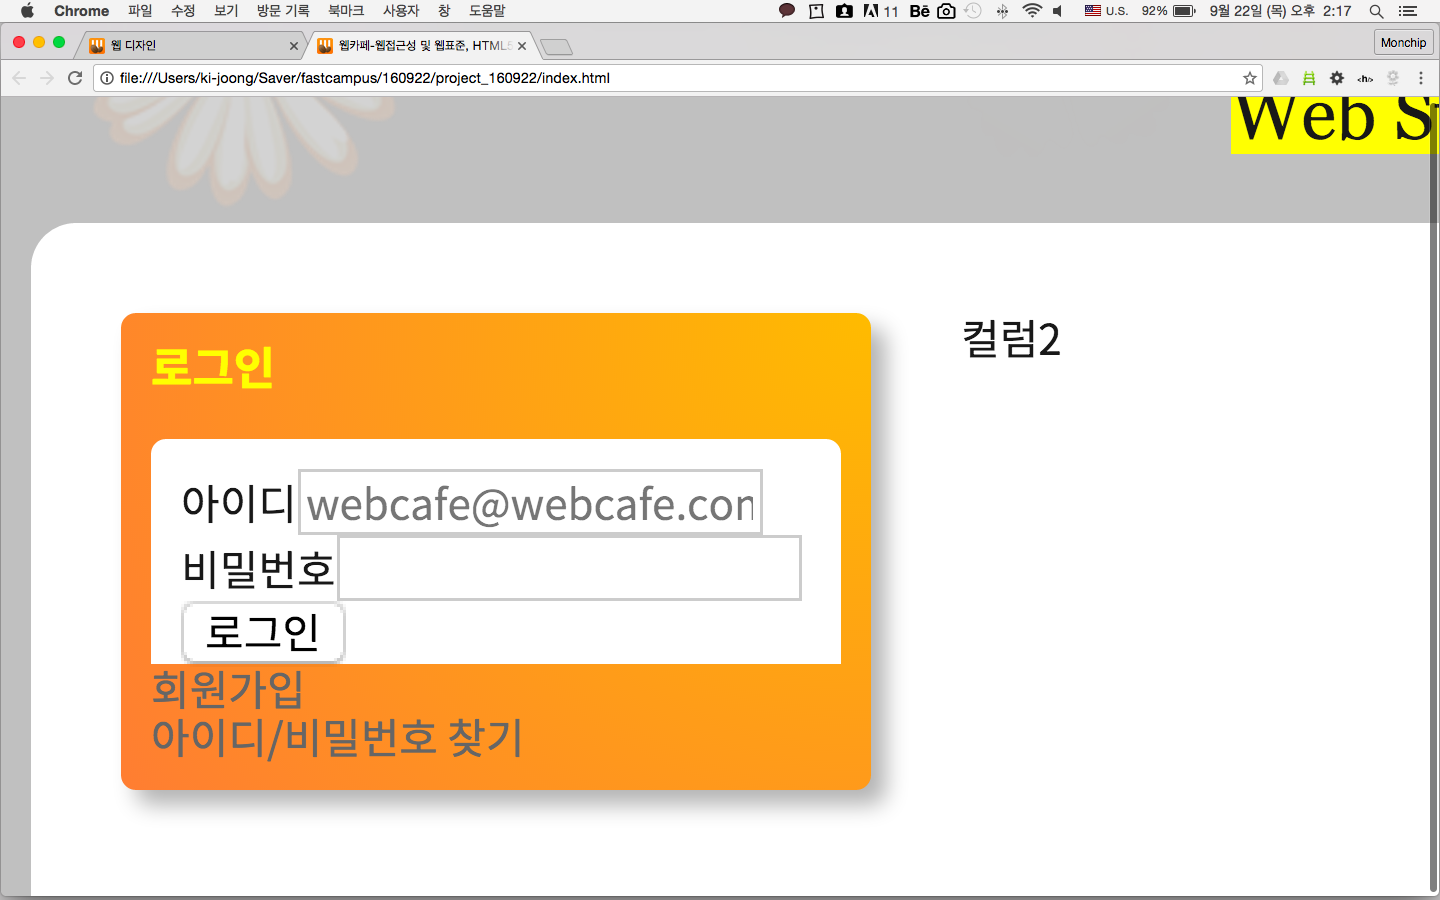 Chrome 파일 수정 보기 방문 기록 북마크 사용자 창 도움말 11 Bē U.S. 92% 9월 22일 (목) 오후 2:17
웹 디자인 웹카페-웹접근성 및 웹표준, HTML5 Monchip
file:///Users/ki-joong/Saver/fastcampus/160922/project_160922/index.html <h/>
Web S
로그인
컬럼2
아이디 webcafe@webcafe.con
비밀번호
로그인
회원가입
아이디/비밀번호 찾기